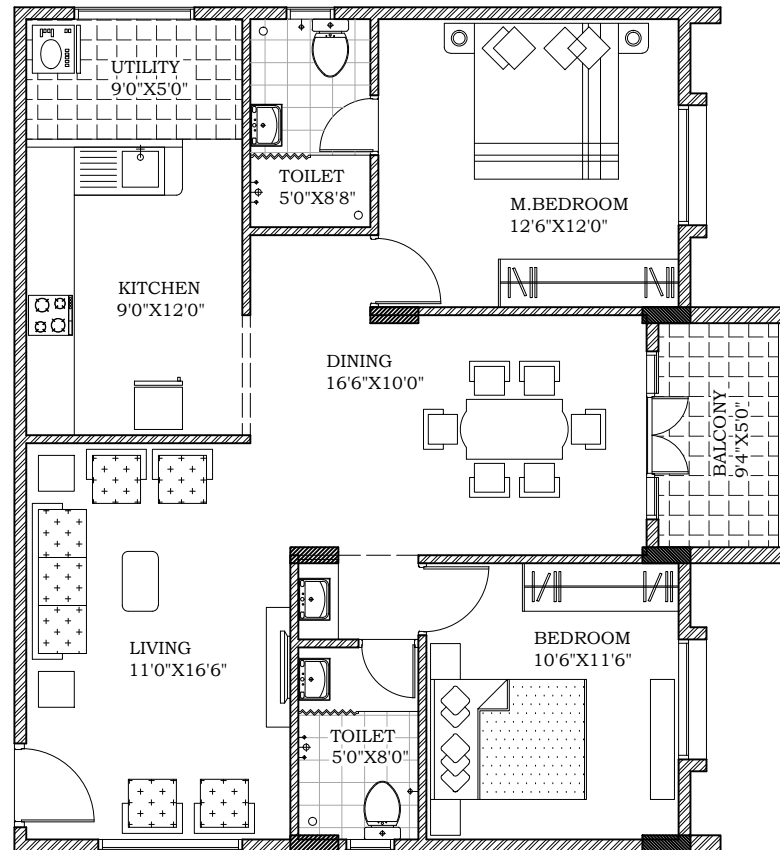 UTILITY
9'0"X5'0"
TOILET
5'0"X8'8"
M.BEDROOM
12'6"X12'0"
KITCHEN
9'0"X12'0"
DINING
16'6"X10'0"
BALCONY
9'4"X5'0"
LIVING
11'0"X16'6"
BEDROOM
10'6"X11'6"
TOILET
5'0"X8'0"